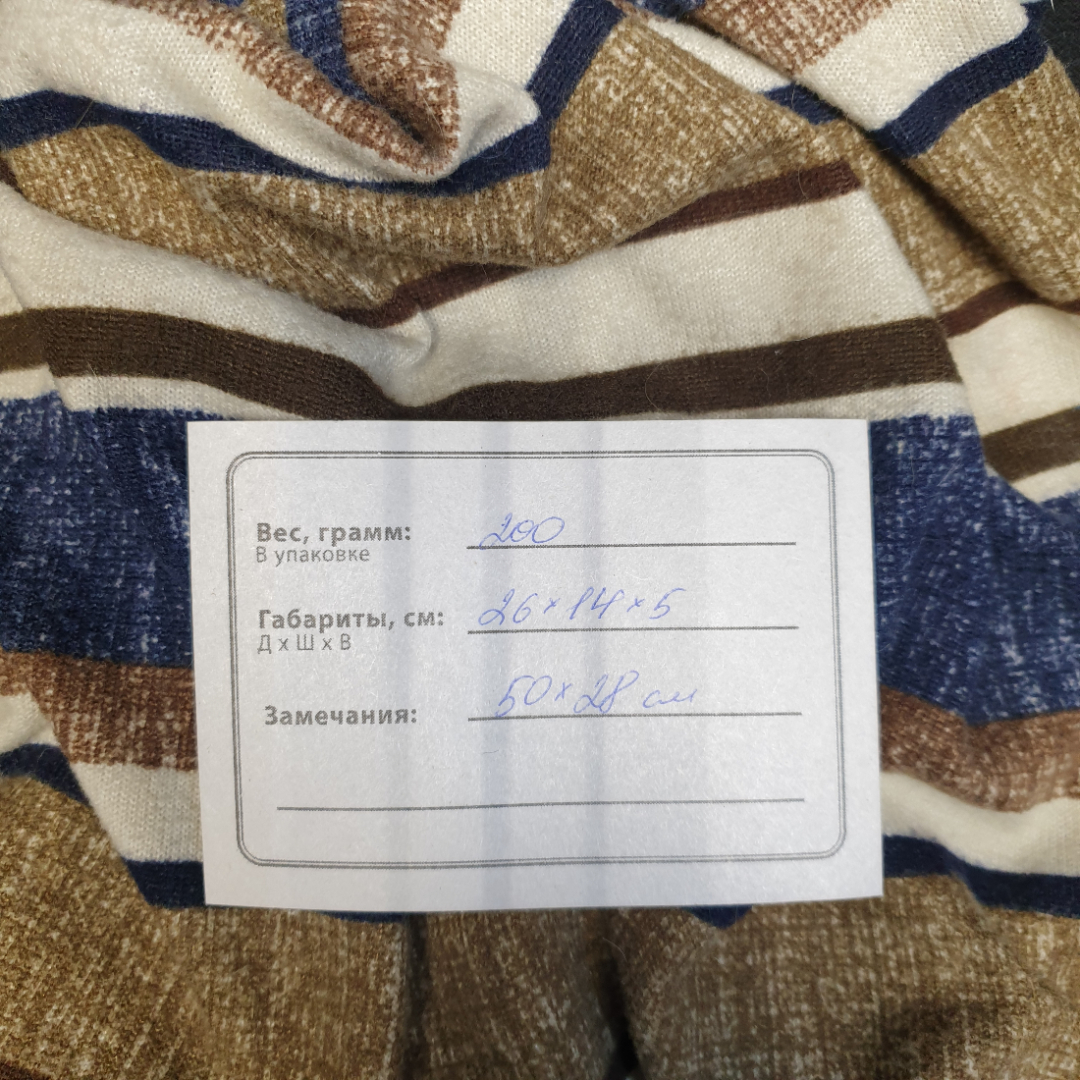 Вес, грамм: 200
В упаковке
Габариты, см: 26 x 14 x 5
Д х Ш х В
Замечания: 50 x 28 см